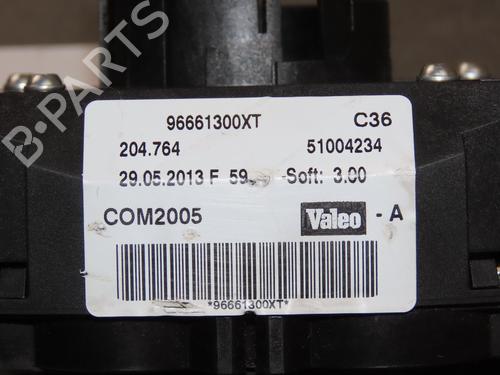 B-PARTS
96661300XT C36
204.764 51004234
29.05.2013 F 59 -Soft: 3.00
COM2005 Valeo - A
*96661300XT*